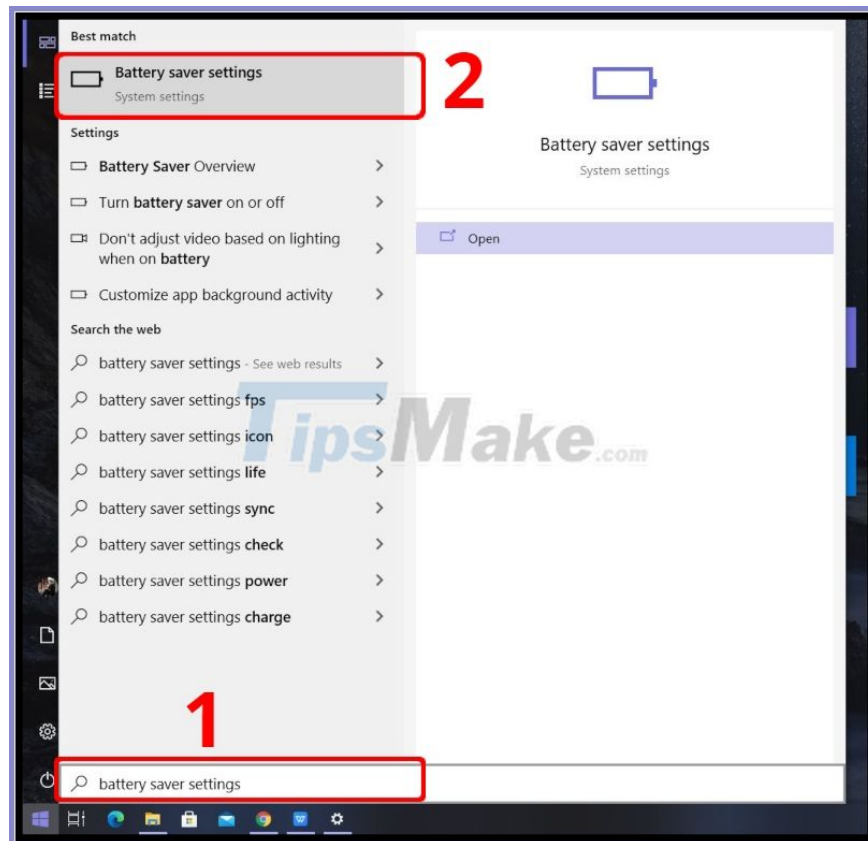 Best match
Battery saver settings
System settings
2
Settings
Battery Saver Overview
Turn battery saver on or off
Don't adjust video based on lighting
when on battery
Customize app background activity
Search the web
battery saver settings - See web results
battery saver settings fps
battery saver settings icon
battery saver settings life
battery saver settings sync
battery saver settings check
battery saver settings power
battery saver settings charge
1
battery saver settings
Battery saver settings
System settings
Open
TipsMake.com
W